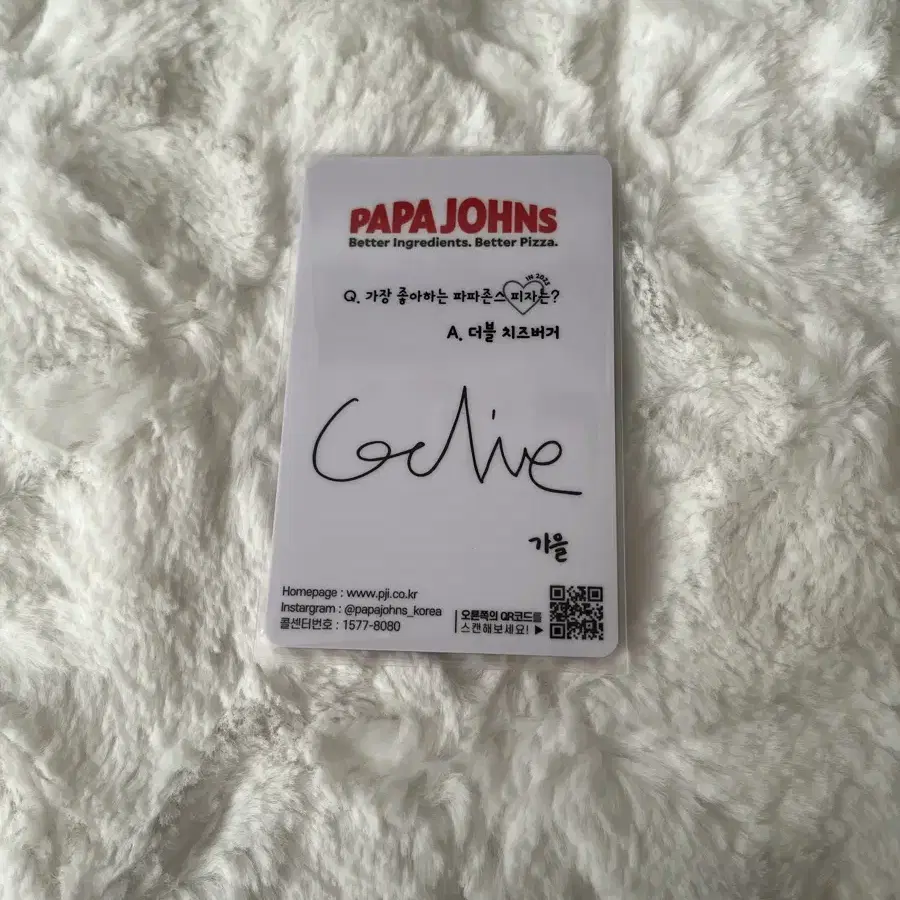 PAPA JOHNS
Better Ingredients. Better Pizza.
IN 2022
Q. 가장 좋아하는 파파존스 피자는?
A. 더블 치즈버거
가을
Homepage : www.pji.co.kr
Instargram : @papajohns_korea
콜센터번호 : 1577-8080
오른쪽의 QR코드를
스캔해보세요! ▶